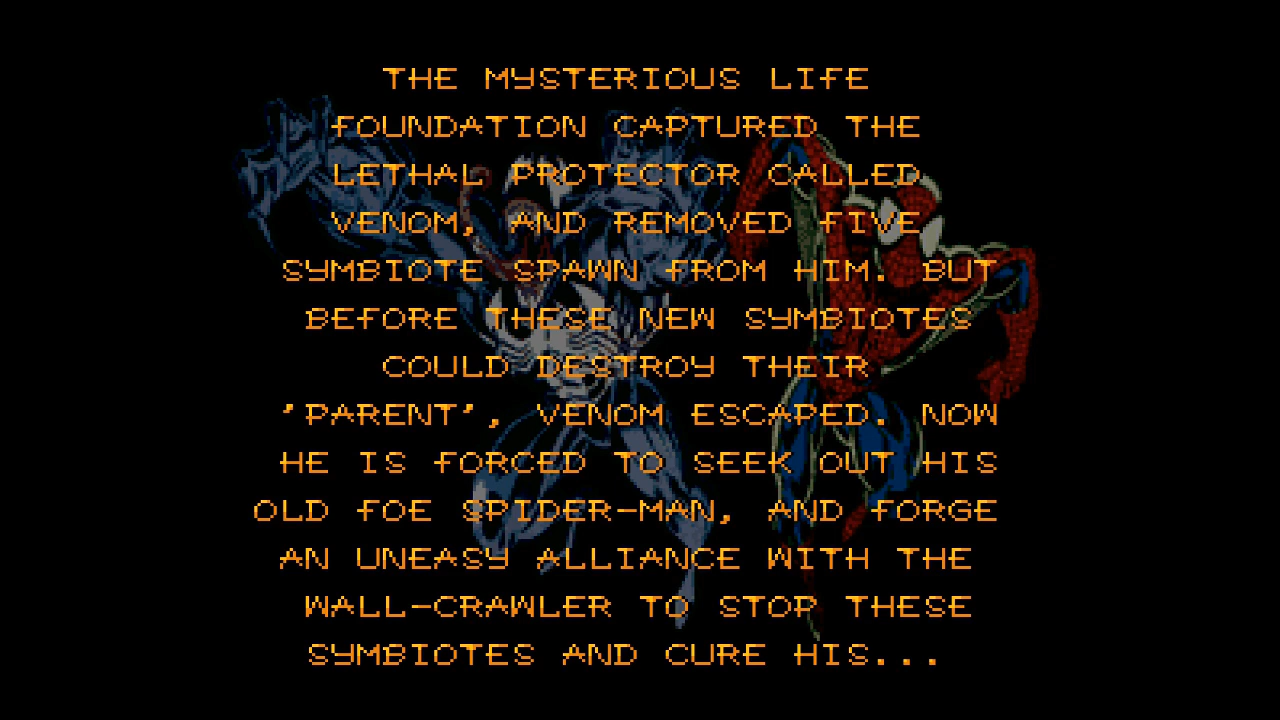 THE MYSTERIOUS LIFE
FOUNDATION CAPTURED THE
LETHAL PROTECTOR CALLED
VENOM, AND REMOVED FIVE
SYMBIOTE SPAWN FROM HIM. BUT
BEFORE THESE NEW SYMBIOTES
COULD DESTROY THEIR
'PARENT', VENOM ESCAPED. NOW
HE IS FORCED TO SEEK OUT HIS
OLD FOE SPIDER-MAN, AND FORGE
AN UNEASY ALLIANCE WITH THE
WALL-CRAWLER TO STOP THESE
SYMBIOTES AND CURE HIS...